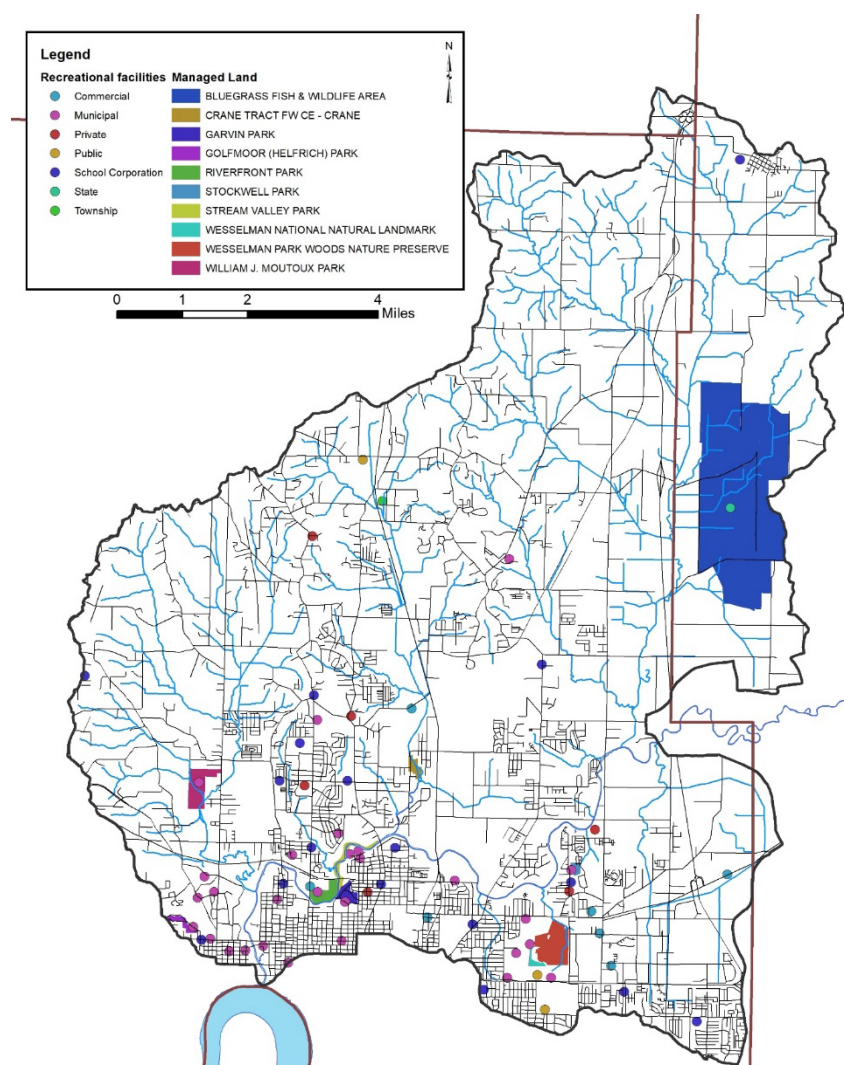 Legend
N
Recreational facilities Managed Land
Commercial BLUEGRASS FISH & WILDLIFE AREA
Municipal CRANE TRACT FW CE - CRANE
Private GARVIN PARK
Public GOLFMOOR (HELFRICH) PARK
School Corporation RIVERFRONT PARK
State STOCKWELL PARK
Township STREAM VALLEY PARK
WESSELMAN NATIONAL NATURAL LANDMARK
WESSELMAN PARK WOODS NATURE PRESERVE
WILLIAM J. MOUTOUX PARK
0 1 2 4
Miles